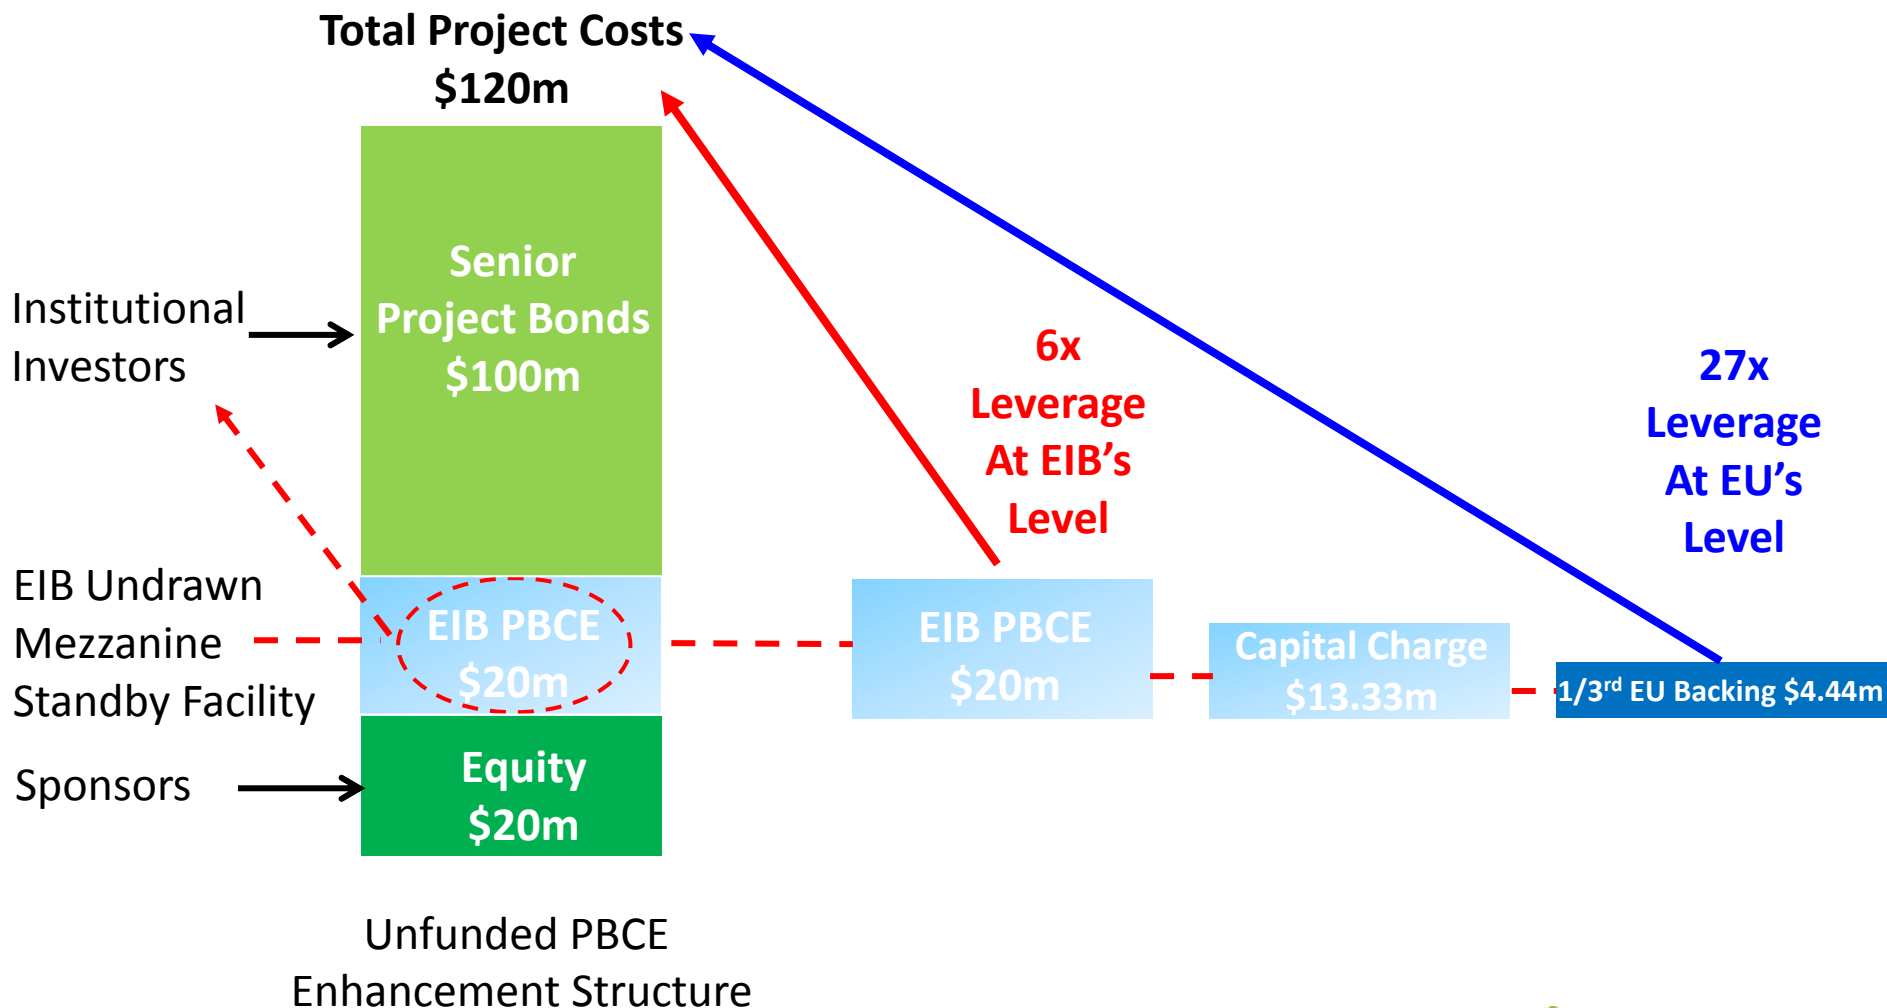 Total Project Costs
$120m
Senior
Project Bonds
$100m
Institutional
Investors
6x
Leverage
At EIB’s
Level
27x
Leverage
At EU’s
Level
EIB Undrawn
Mezzanine
Standby Facility
EIB PBCE
$20m
EIB PBCE
$20m
Capital Charge
$13.33m
1/3rd EU Backing $4.44m
Sponsors
Equity
$20m
Unfunded PBCE
Enhancement Structure